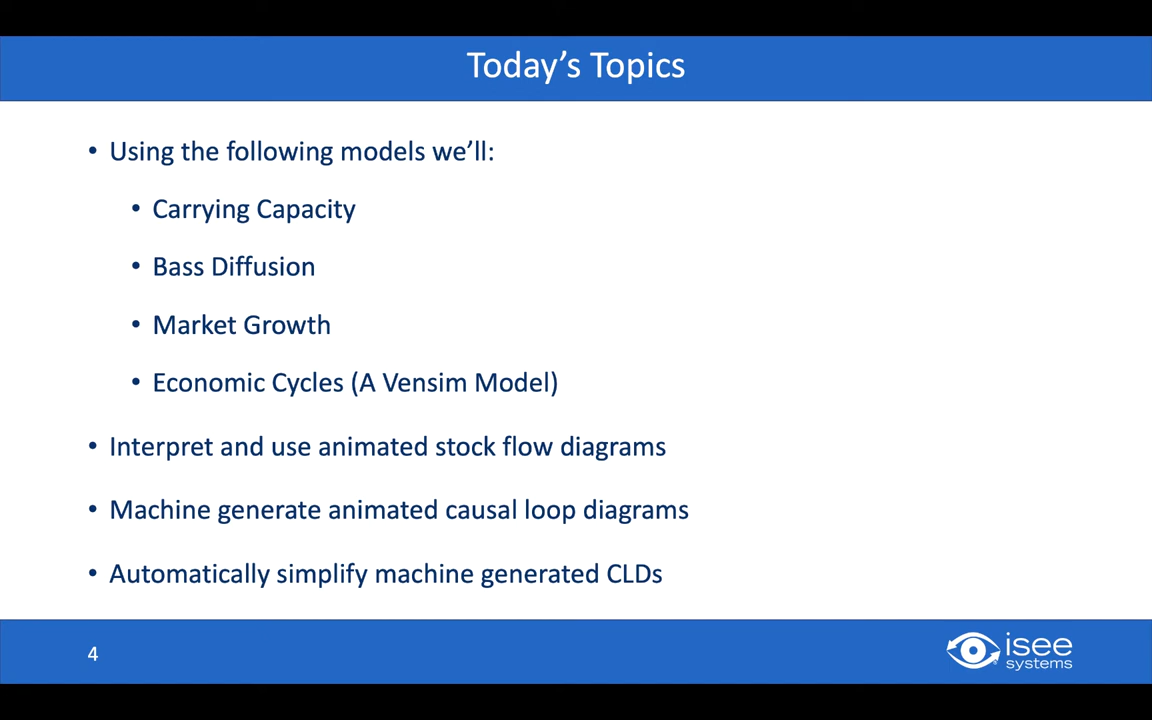 Today’s Topics
• Using the following models we’ll:
• Carrying Capacity
• Bass Diffusion
• Market Growth
• Economic Cycles (A Vensim Model)
• Interpret and use animated stock flow diagrams
• Machine generate animated causal loop diagrams
• Automatically simplify machine generated CLDs
4
isee
systems